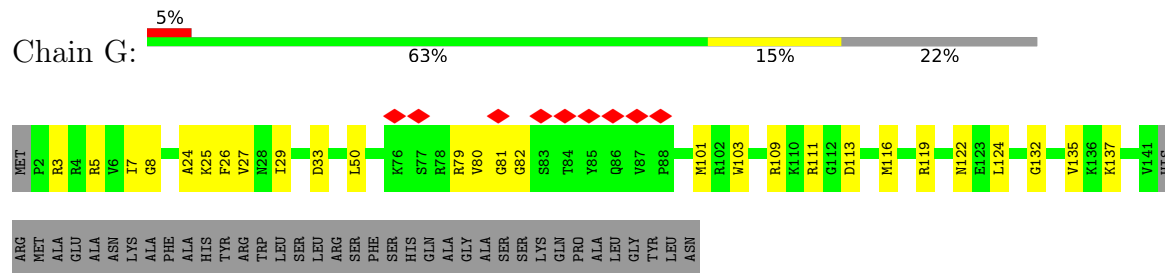 5%
Chain G:
63% 15% 22%
MET P2 R3 R4 R5 V6 I7 G8 A24 K25 F26 V27 N28 I29 D33 L50 K76 S77 R78 R79 V80 G81 G82 S83 T84 Y85 Q86 V87 P88 M101 R102 W103 R109 K110 R111 G112 D113 M116 R119 N122 E123 L124 G132 V135 K136 K137 V141 HIS
ARG MET ALA GLU ALA ASN LYS ALA PHE ALA HIS TYR ARG TRP LEU SER LEU ARG SER PHE SER HIS GLN ALA GLY ALA SER SER LYS GLN PRO ALA LEU GLY TYR LEU ASN